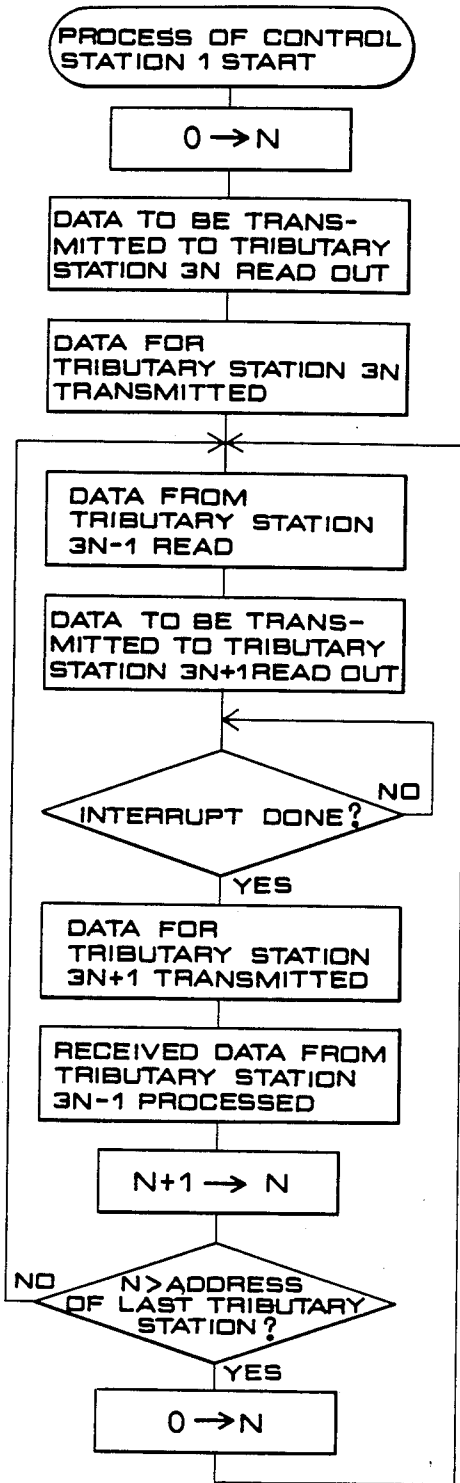 PROCESS OF CONTROL
STATION 1 START
0 → N
DATA TO BE TRANS-
MITTED TO TRIBUTARY
STATION 3N READ OUT
DATA FOR
TRIBUTARY STATION 3N
TRANSMITTED
DATA FROM
TRIBUTARY STATION
3N-1 READ
DATA TO BE TRANS-
MITTED TO TRIBUTARY
STATION 3N+1 READ OUT
INTERRUPT DONE?
NO
YES
DATA FOR
TRIBUTARY STATION
3N+1 TRANSMITTED
RECEIVED DATA FROM
TRIBUTARY STATION
3N-1 PROCESSED
N+1 → N
NO
N>ADDRESS
OF LAST TRIBUTARY
STATION?
YES
0 → N